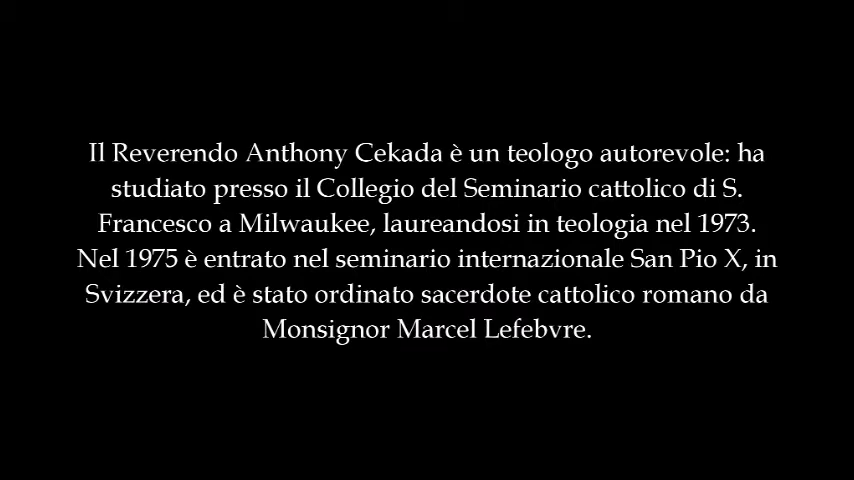 Il Reverendo Anthony Cekada è un teologo autorevole: ha
studiato presso il Collegio del Seminario cattolico di S.
Francesco a Milwaukee, laureandosi in teologia nel 1973.
Nel 1975 è entrato nel seminario internazionale San Pio X, in
Svizzera, ed è stato ordinato sacerdote cattolico romano da
Monsignor Marcel Lefebvre.